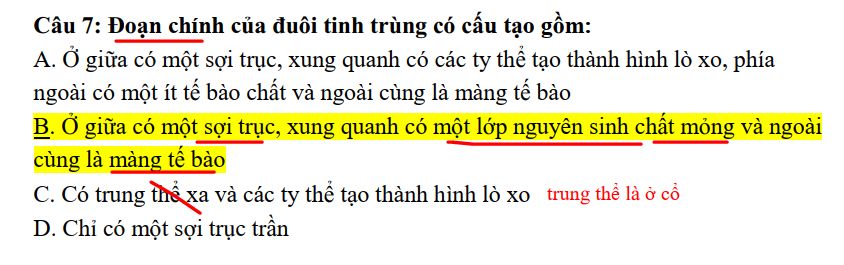 Câu 7: Đoạn chính của đuôi tinh trùng có cấu tạo gồm:
A. Ở giữa có một sợi trục, xung quanh có các ty thể tạo thành hình lò xo, phía
ngoài có một ít tế bào chất và ngoài cùng là màng tế bào
B. Ở giữa có một sợi trục, xung quanh có một lớp nguyên sinh chất mỏng và ngoài
cùng là màng tế bào
C. Có trung thể xa và các ty thể tạo thành hình lò xo trung thể là ở cổ
D. Chỉ có một sợi trục trần